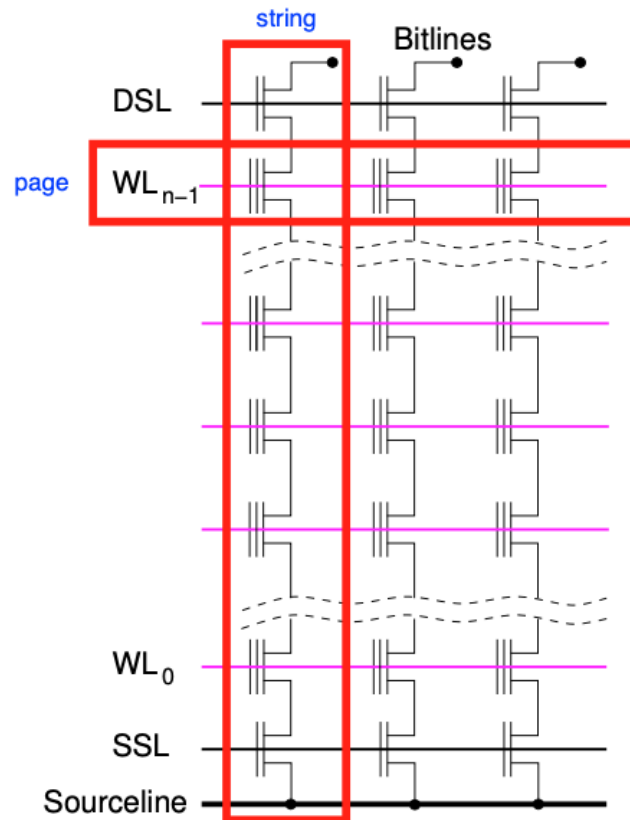 string
Bitlines
DSL
page
WLn-1
WL0
SSL
Sourceline